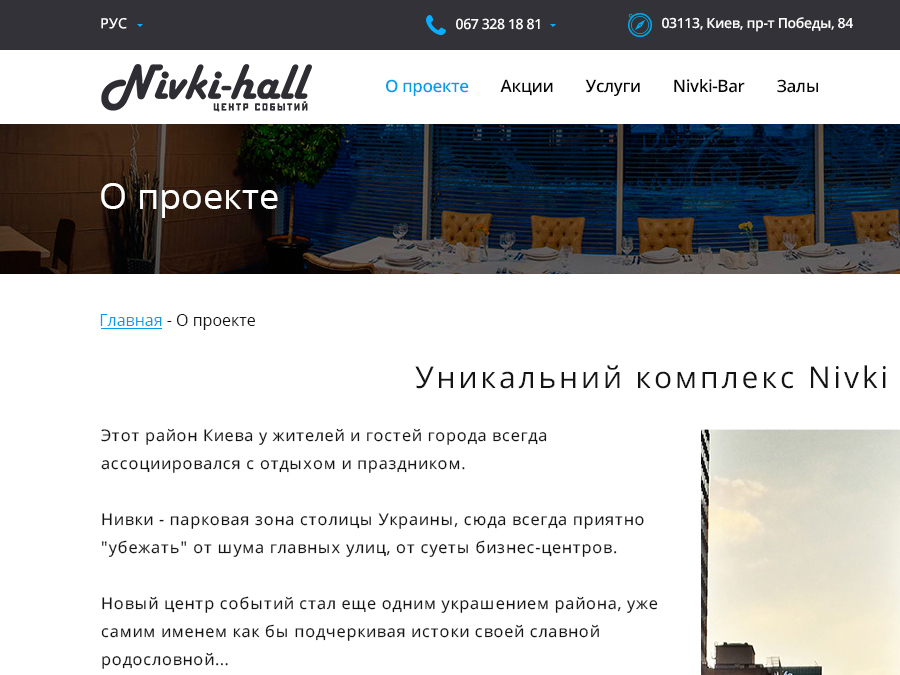 РУС
067 328 18 81
03113, Киев, пр-т Победы, 84
Nivki-hall
ЦЕНТР СОБЫТИЙ
О проекте
Акции
Услуги
Nivki-Bar
Залы
О проекте
Главная - О проекте
Уникальний комплекс Nivki
Этот район Киева у жителей и гостей города всегда
ассоциировался с отдыхом и праздником.
Нивки - парковая зона столицы Украины, сюда всегда приятно
"убежать" от шума главных улиц, от суеты бизнес-центров.
Новый центр событий стал еще одним украшением района, уже
самим именем как бы подчеркивая истоки своей славной
родословной...